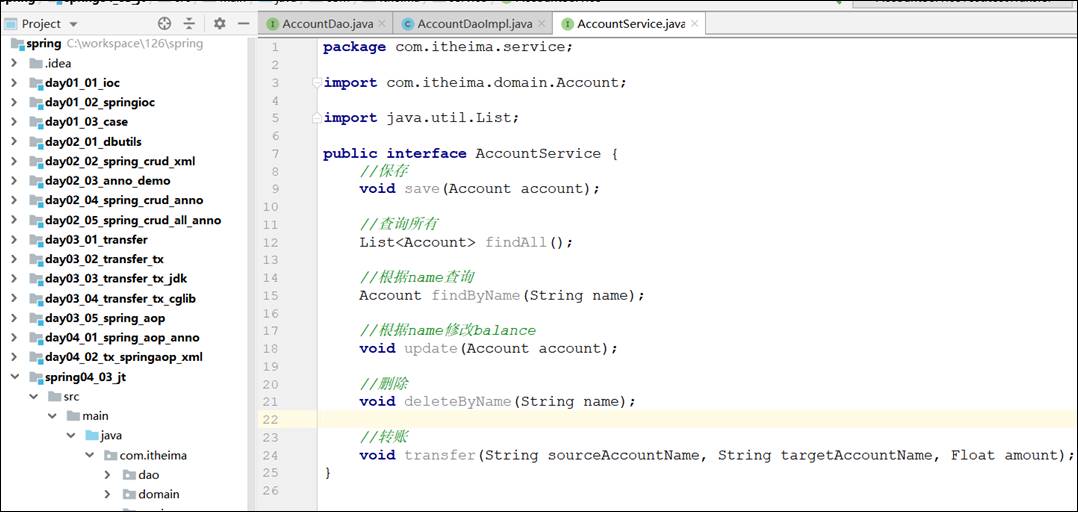 Project
AccountDao.java
AccountDaoImpl.java
AccountService.java
spring C:\workspace\126\spring
.idea
day01_01_ioc
day01_02_springioc
day01_03_case
day02_01_dbutils
day02_02_spring_crud_xml
day02_03_anno_demo
day02_04_spring_crud_anno
day02_05_spring_crud_all_anno
day03_01_transfer
day03_02_transfer_tx
day03_03_transfer_tx_jdk
day03_04_transfer_tx_cglib
day03_05_spring_aop
day04_01_spring_aop_anno
day04_02_tx_springaop_xml
spring04_03_jt
src
main
java
com.itheima
dao
domain
1 package com.itheima.service;
2
3 import com.itheima.domain.Account;
4
5 import java.util.List;
6
7 public interface AccountService {
8 //保存
9 void save(Account account);
10
11 //查询所有
12 List<Account> findAll();
13
14 //根据name查询
15 Account findByName(String name);
16
17 //根据name修改balance
18 void update(Account account);
19
20 //删除
21 void deleteByName(String name);
22
23 //转账
24 void transfer(String sourceAccountName, String targetAccountName, Float amount);
25 }
26